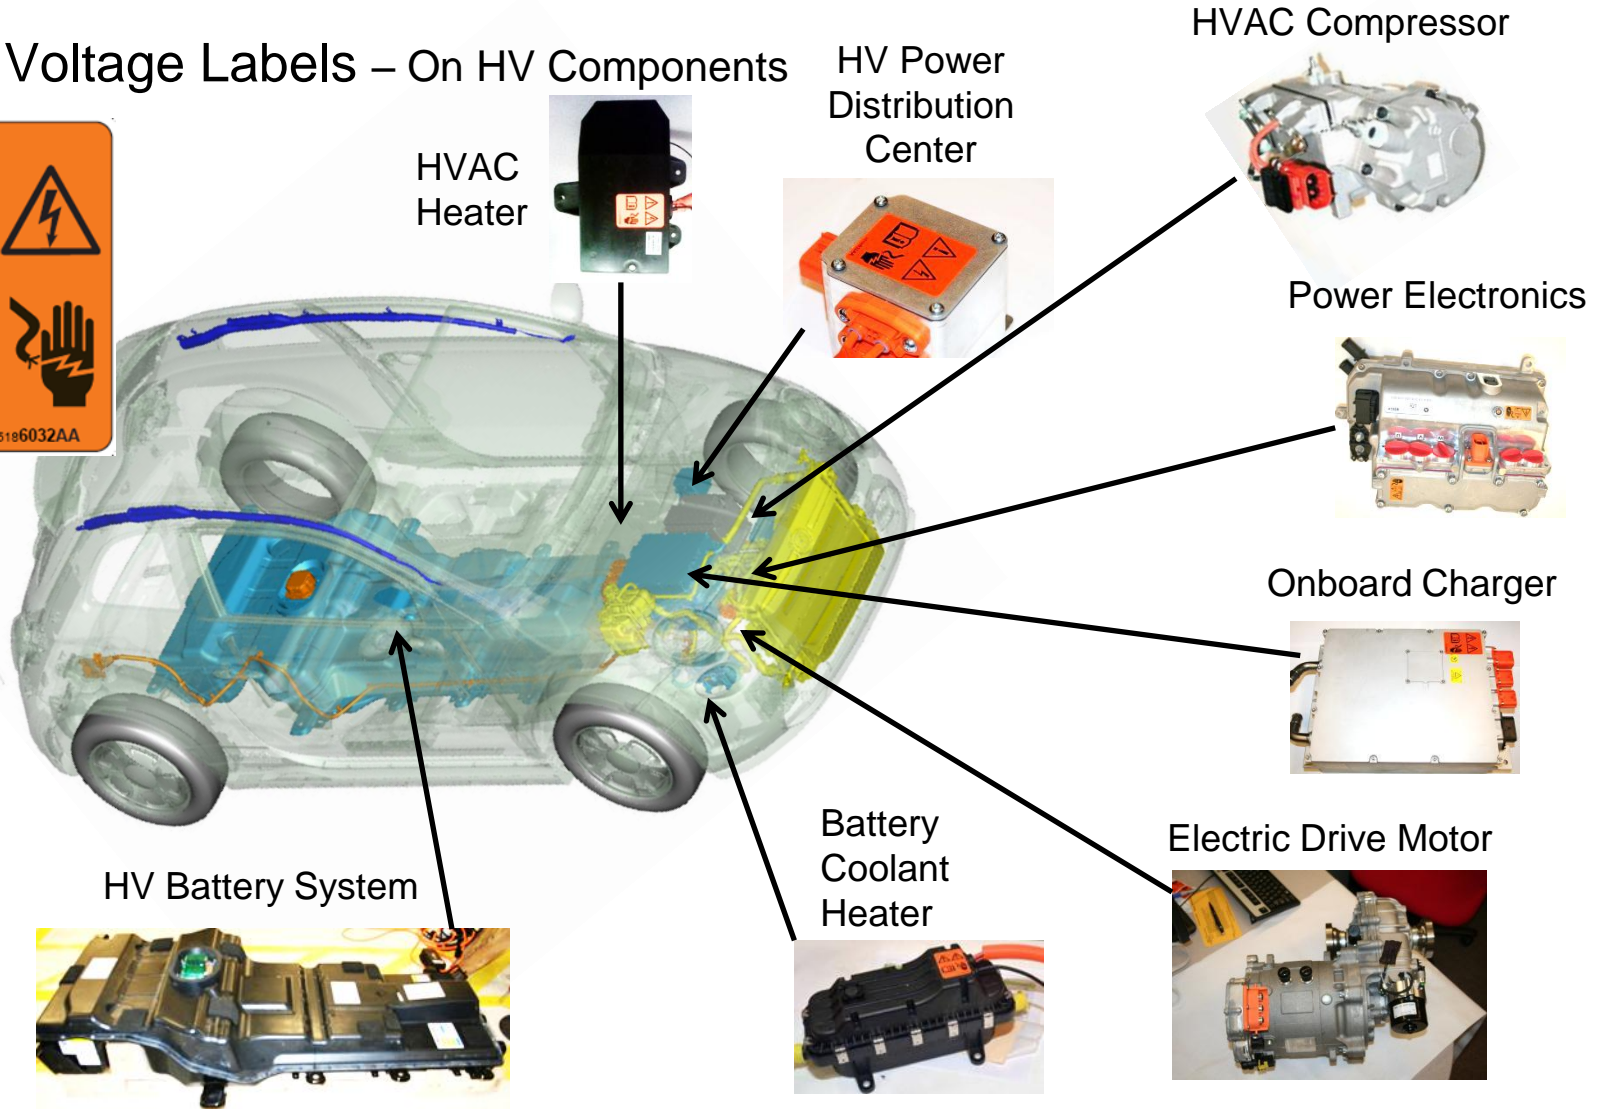 Voltage Labels – On HV Components
HVAC Compressor
HV Power
Distribution
Center
HVAC
Heater
Power Electronics
6032AA
Onboard Charger
Battery
Coolant
Heater
Electric Drive Motor
HV Battery System